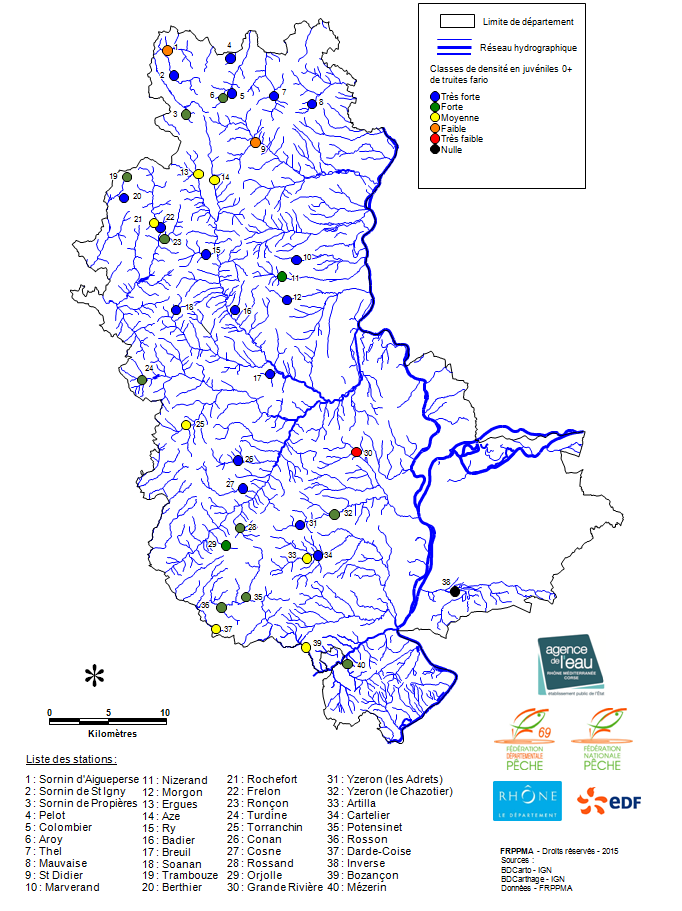 Limite de département
Réseau hydrographique
Classes de densité en juvéniles 0+
de truites fario
Très forte
Forte
Moyenne
Faible
Très faible
Nulle
1
2
3
4
5
6
7
8
9
10
11
12
13
14
15
16
17
18
19
20
21
22
23
24
25
26
27
28
29
30
31
32
33
34
35
36
37
38
39
40
*
0 5 10
Kilomètres
agence
de l'eau
RHÔNE MÉDITERRANÉE
CORSE
établissement public de l'État
69
FÉDÉRATION
DÉPARTEMENTALE
PÊCHE
FÉDÉRATION
NATIONALE
PÊCHE
RHÔNE
LE DÉPARTEMENT
eDF
Liste des stations :
1 : Sornin d'Aigueperse
2 : Sornin de St Igny
3 : Sornin de Propières
4 : Pelot
5 : Colombier
6 : Aroy
7 : Thel
8 : Mauvaise
9 : St Didier
10 : Marverand
11 : Nizerand
12 : Morgon
13 : Ergues
14 : Aze
15 : Ry
16 : Badier
17 : Breuil
18 : Soanan
19 : Trambouze
20 : Berthier
21 : Rochefort
22 : Frelon
23 : Ronçon
24 : Turdine
25 : Torranchin
26 : Conan
27 : Cosne
28 : Rossand
29 : Orjolle
30 : Grande Rivière
31 : Yzeron (les Adrets)
32 : Yzeron (le Chazotier)
33 : Artilla
34 : Cartelier
35 : Potensinet
36 : Rosson
37 : Darde-Coise
38 : Inverse
39 : Bozançon
40 : Mézerin
FRPPMA - Droits réservés - 2015
Sources :
BDCarto - IGN
BDCarthage - IGN
Données - FRPPMA